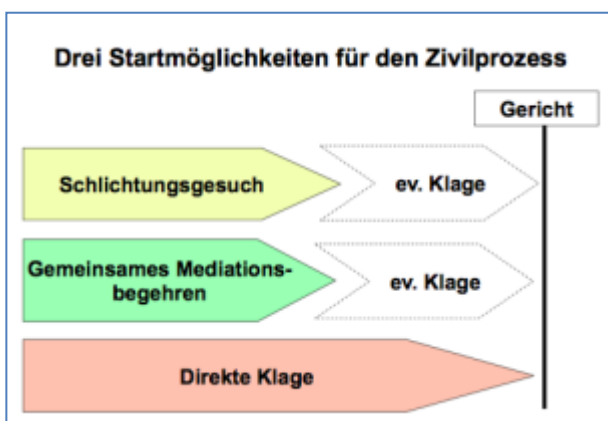 Drei Startmöglichkeiten für den Zivilprozess
Gericht
Schlichtungsgesuch
ev. Klage
Gemeinsames Mediations-
begehren
ev. Klage
Direkte Klage